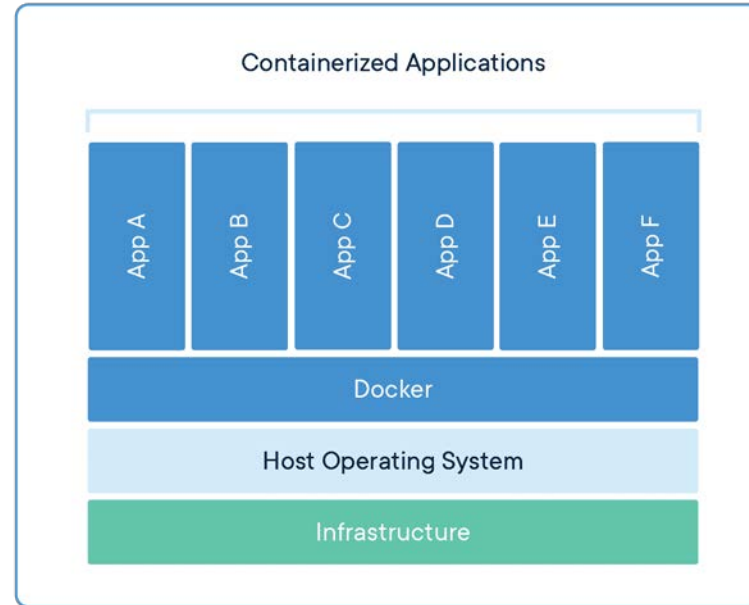 Containerized Applications
App A
App B
App C
App D
App E
App F
Docker
Host Operating System
Infrastructure